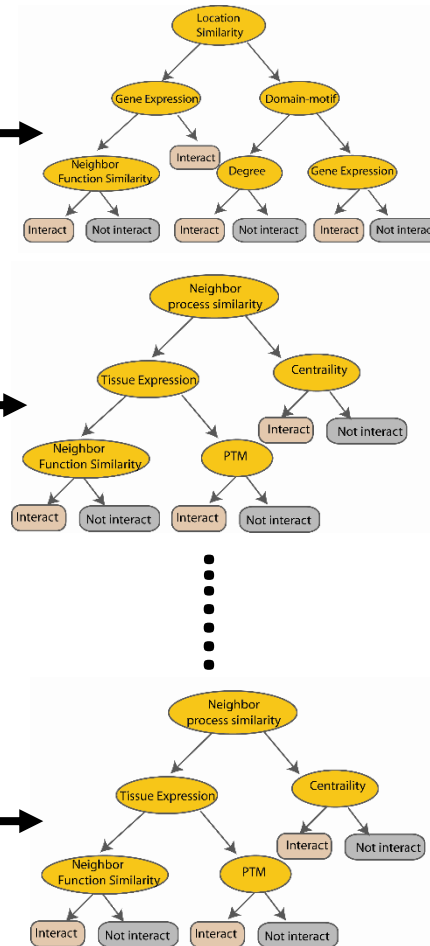 Location
Similarity
Gene Expression
Domain-motif
Interact
Neighbor
Function Similarity
Degree
Gene Expression
Interact
Not interact
Interact
Not interact
Interact
Not interact
Neighbor
process similarity
Tissue Expression
Centraility
Interact
Not interact
Neighbor
Function Similarity
PTM
Interact
Not interact
Interact
Not interact
Neighbor
process similarity
Tissue Expression
Centraility
Interact
Not interact
Neighbor
Function Similarity
PTM
Interact
Not interact
Interact
Not interact